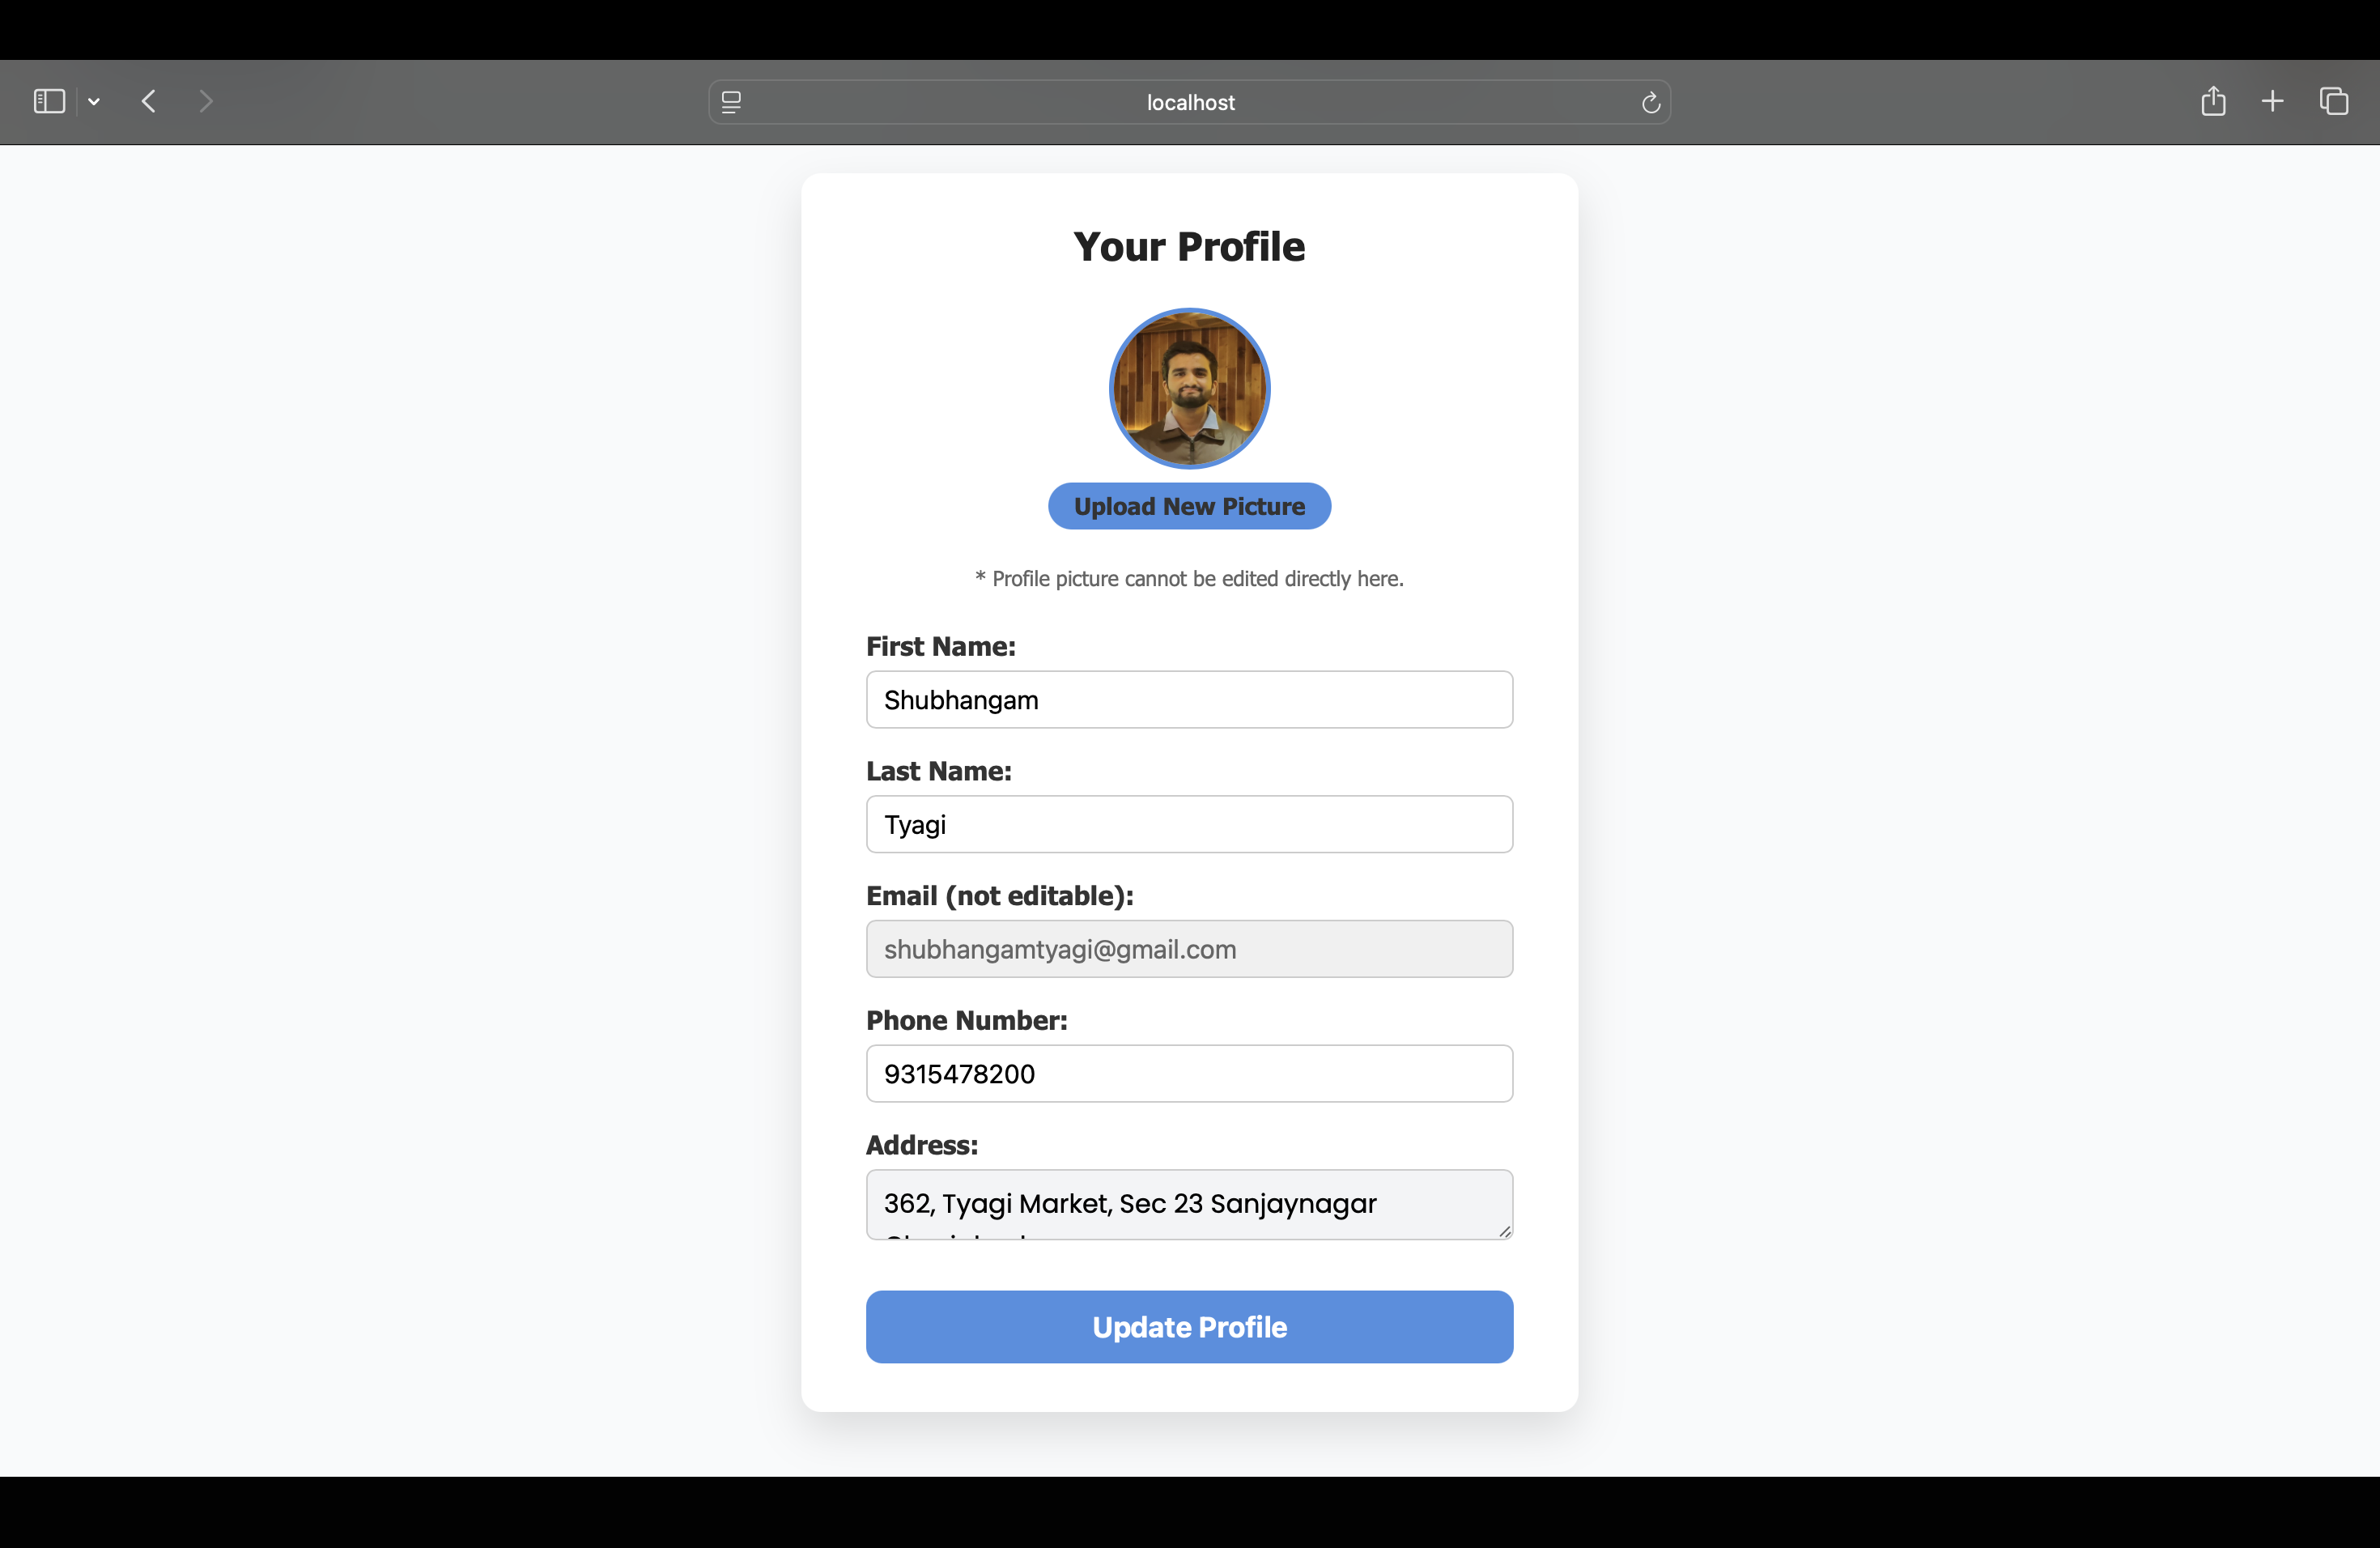 localhost
Your Profile
Upload New Picture
* Profile picture cannot be edited directly here.
First Name:
Shubhangam
Last Name:
Tyagi
Email (not editable):
shubhangamtyagi@gmail.com
Phone Number:
9315478200
Address:
362, Tyagi Market, Sec 23 Sanjaynagar
Update Profile